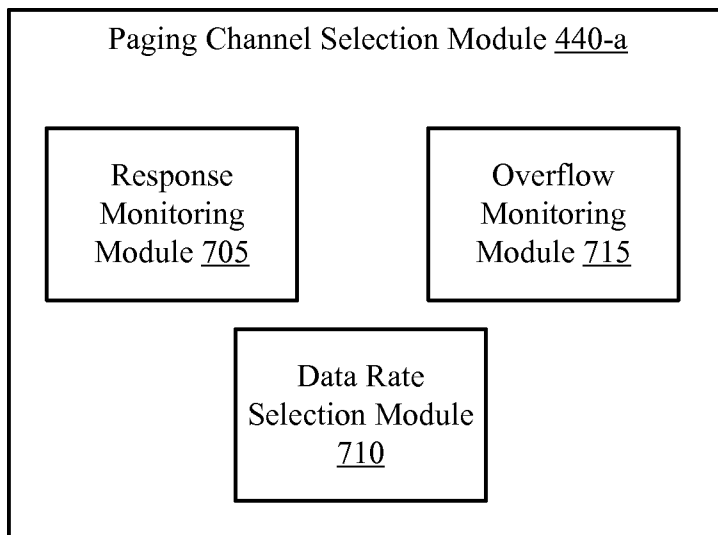 Paging Channel Selection Module 440-a
Response
Monitoring
Module 705
Overflow
Monitoring
Module 715
Data Rate
Selection Module
710